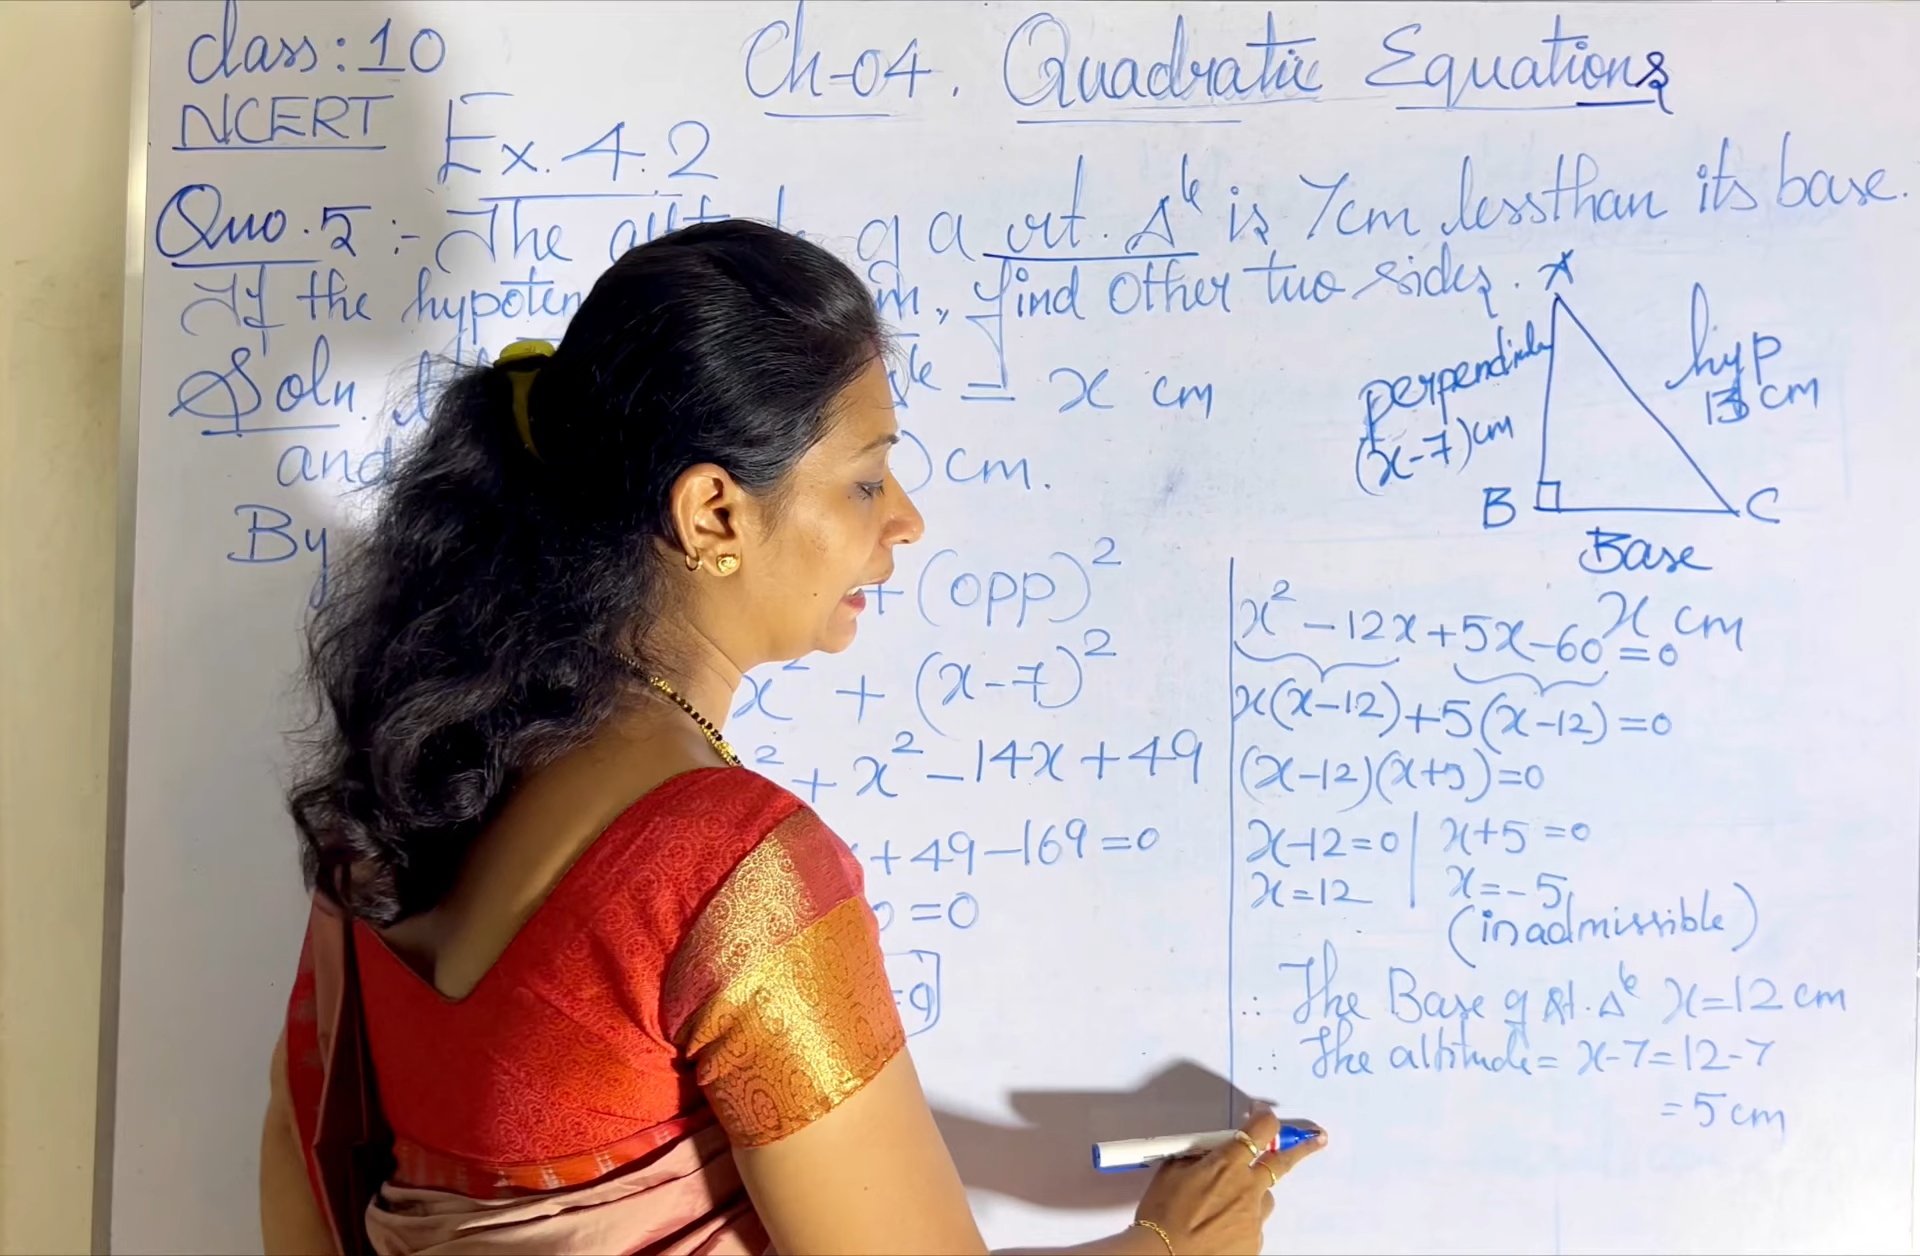 Class: 10
Ch-04. Quadratic Equations
NCERT
Ex. 4.2
Quo. 5 :- The of a rt. Δle is 7cm lessthan its base.
If the find other two sides.
Soln. = x cm
and ) cm.
By
+ (opp)²
x² + (x-7)²
² + x² - 14x + 49
+ 49 - 169 = 0
0 = 0
A
perpendicular
(x-7)cm
hyp
13 cm
B
C
Base
x cm
x² - 12x + 5x - 60 = 0
x(x-12) + 5(x-12) = 0
(x-12)(x+5) = 0
x-12 = 0 | x+5 = 0
x = 12 | x = -5
(inadmissible)
∴ The Base of rt. Δle x = 12 cm
∴ The altitude = x-7 = 12-7
= 5 cm